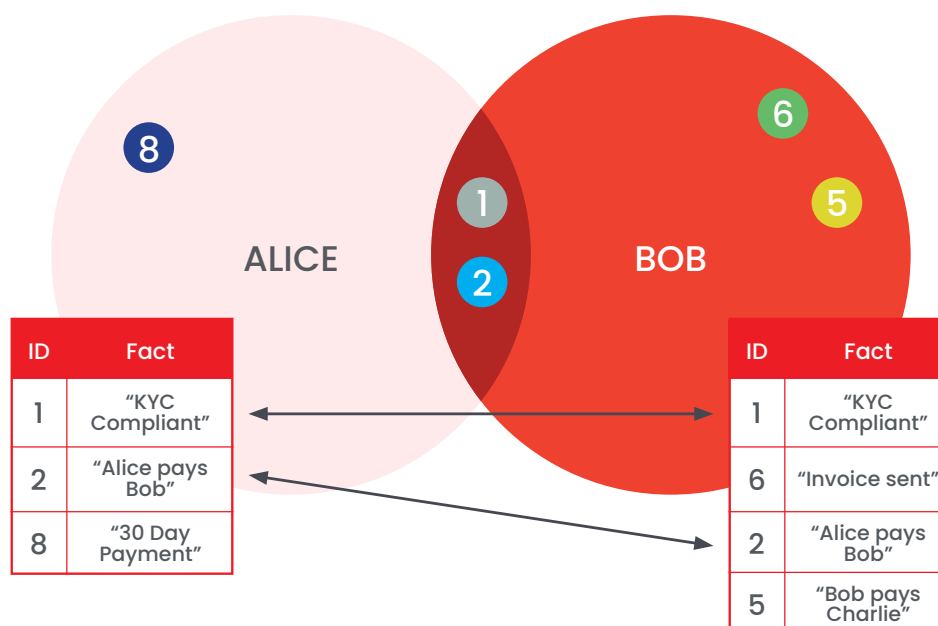 8
6
1
5
ALICE
BOB
2
ID Fact
1 “KYC
Compliant”
2 “Alice pays
Bob”
8 “30 Day
Payment”
ID Fact
1 “KYC
Compliant”
6 “Invoice sent”
2 “Alice pays
Bob”
5 “Bob pays
Charlie”